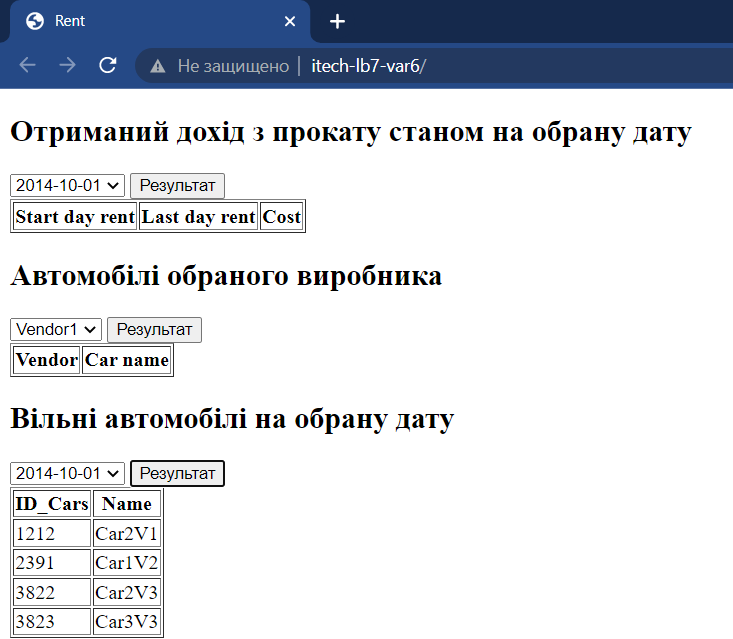 Rent
Не защищено | itech-lb7-var6/
Отриманий дохід з прокату станом на обрану дату
2014-10-01 Результат
Start day rent Last day rent Cost
Автомобілі обраного виробника
Vendor1 Результат
Vendor Car name
Вільні автомобілі на обрану дату
2014-10-01 Результат
ID_Cars Name
1212 Car2V1
2391 Car1V2
3822 Car2V3
3823 Car3V3